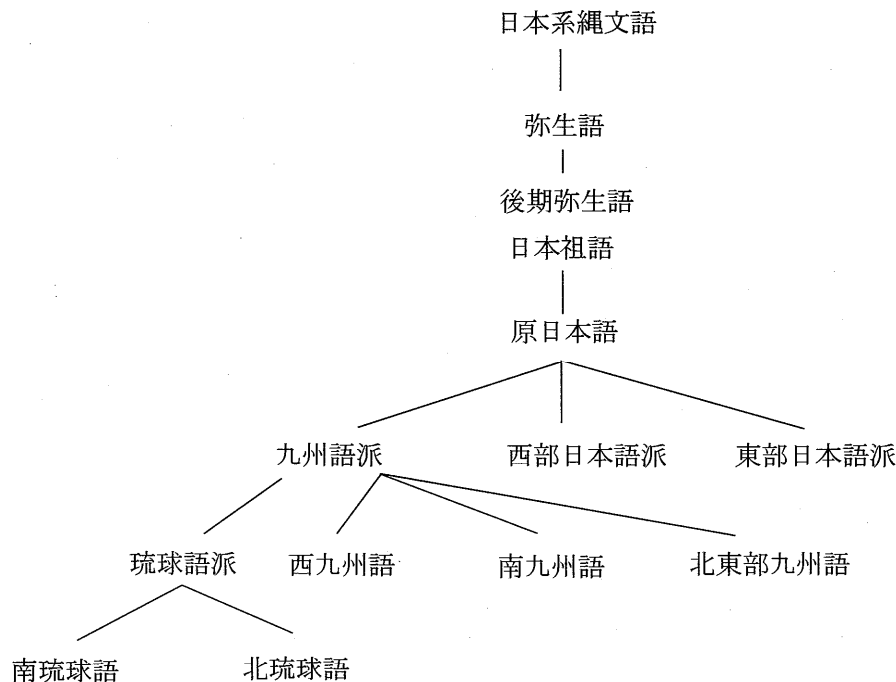 日本系縄文語
弥生語
後期弥生語
日本祖語
原日本語
九州語派 西部日本語派 東部日本語派
琉球語派 西九州語 南九州語 北東部九州語
南琉球語 北琉球語